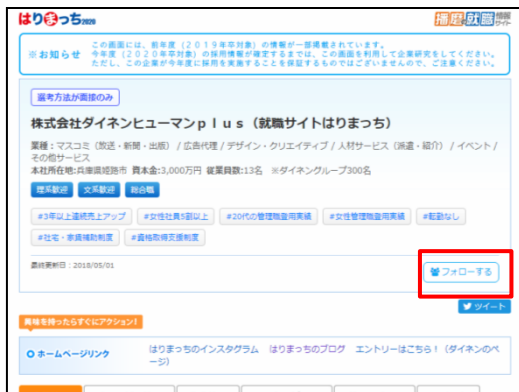 はりまっち2020
播磨就職情報サイト
※お知らせ
この画面には、前年度（２０１９年卒対象）の情報が一部掲載されています。
今年度（２０２０年卒対象）の採用情報が確定するまでは、この画面を利用して企業研究をしてください。
ただし、この企業が今年度に採用を実施することを保証するものではございませんので、ご注意ください。
選考方法が面接のみ
株式会社ダイネンヒューマンｐｌｕｓ（就職サイトはりまっち）
業種：マスコミ（放送・新聞・出版）/ 広告代理 / デザイン・クリエイティブ / 人材サービス（派遣・紹介）/ イベント /
その他サービス
本社所在地:兵庫県姫路市 資本金:3,000万円 従業員数:13名 ※ダイネングループ300名
理系歓迎 文系歓迎 総合職
#3年以上連続売上アップ #女性社員5割以上 #20代の管理職登用実績 #女性管理職登用実績 #転勤なし
#社宅・家賃補助制度 #資格取得支援制度
最終更新日：2018/05/01
フォローする
ツイート
興味を持ったらすぐにアクション!
ホームページリンク
はりまっちのインスタグラム はりまっちのブログ エントリーはこちら！（ダイネンのペ
ージ）